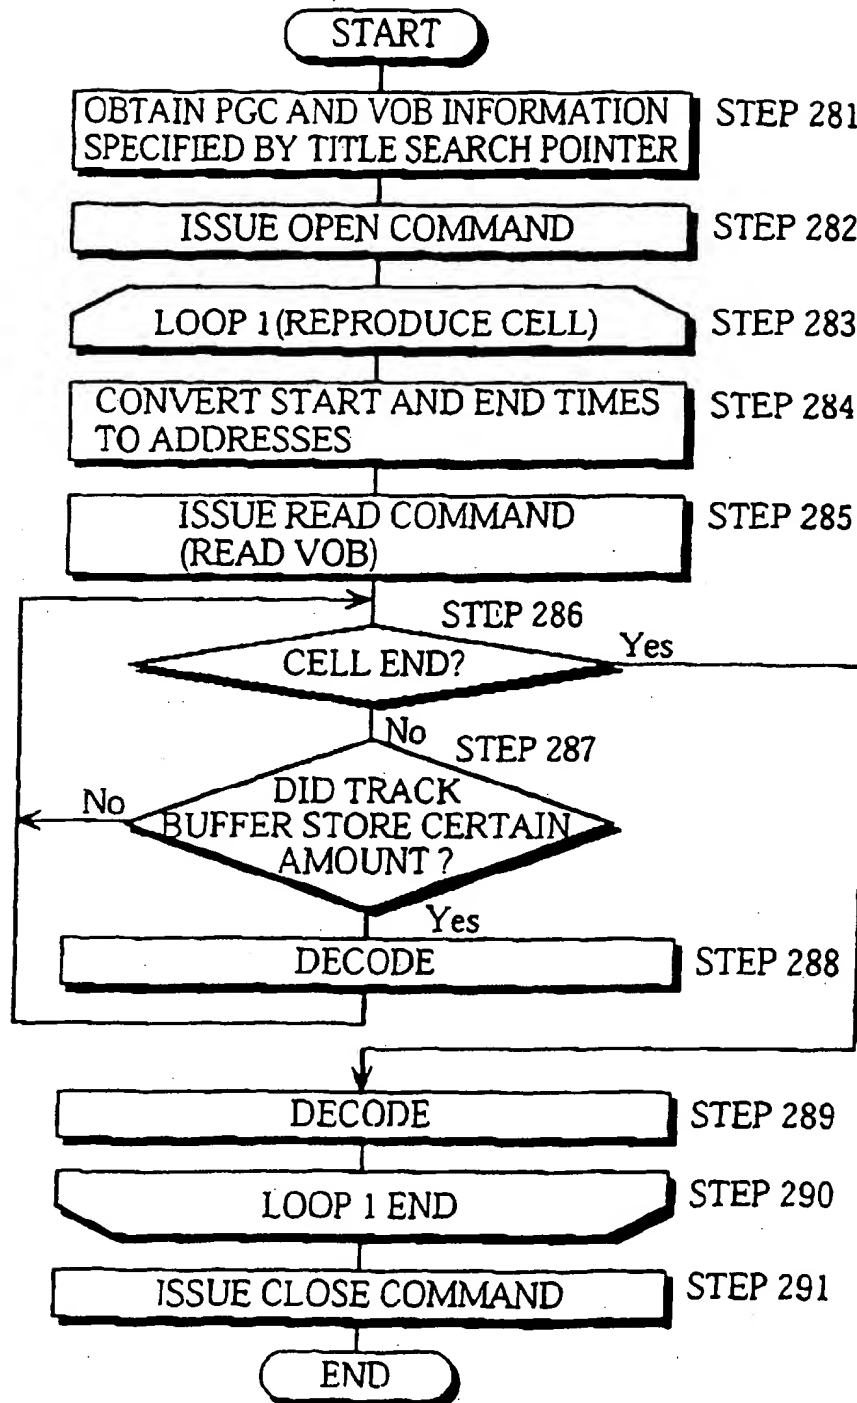 START
OBTAIN PGC AND VOB INFORMATION
SPECIFIED BY TITLE SEARCH POINTER
STEP 281
ISSUE OPEN COMMAND
STEP 282
LOOP 1 (REPRODUCE CELL)
STEP 283
CONVERT START AND END TIMES
TO ADDRESSES
STEP 284
ISSUE READ COMMAND
(READ VOB)
STEP 285
STEP 286
CELL END?
Yes
No
STEP 287
DID TRACK
BUFFER STORE CERTAIN
AMOUNT ?
No
Yes
DECODE
STEP 288
DECODE
STEP 289
LOOP 1 END
STEP 290
ISSUE CLOSE COMMAND
STEP 291
END